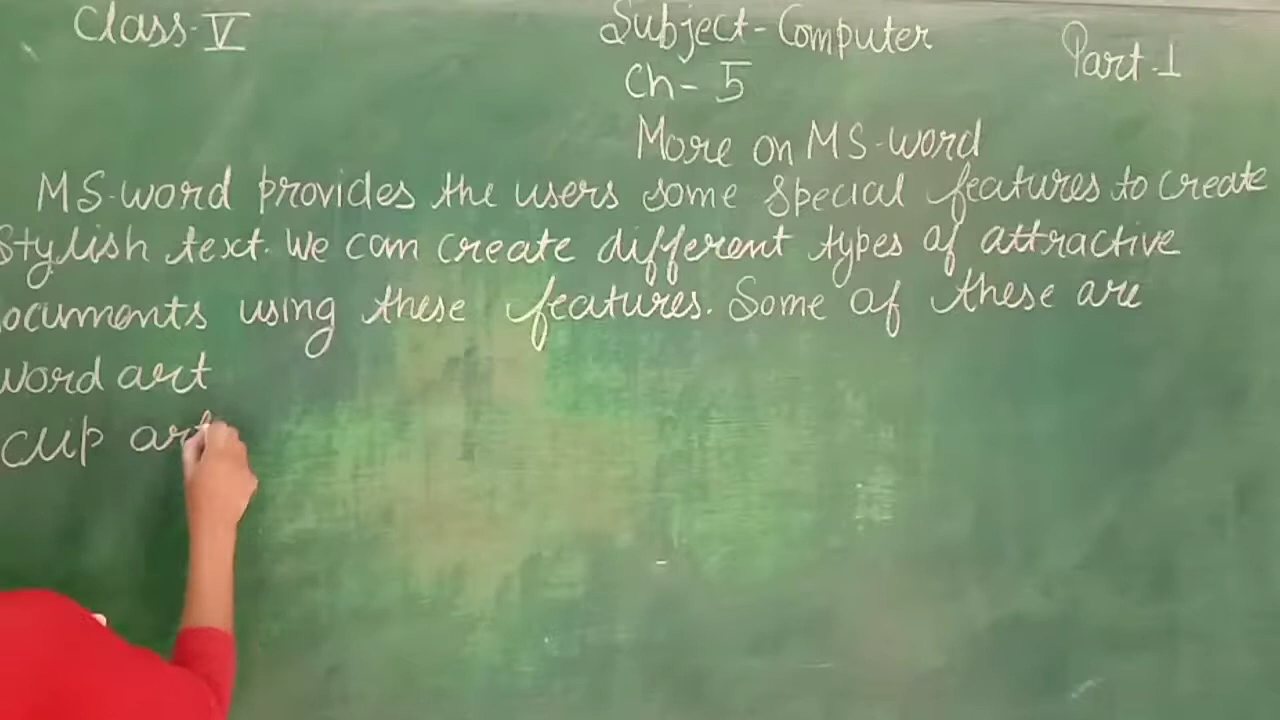 Class-V
Subject-Computer
Part-1
Ch-5
More on MS-word
MS-word provides the users some special features to create
Stylish text. We can create different types of attractive
ocuments using these features. Some of these are
word art
Clip art